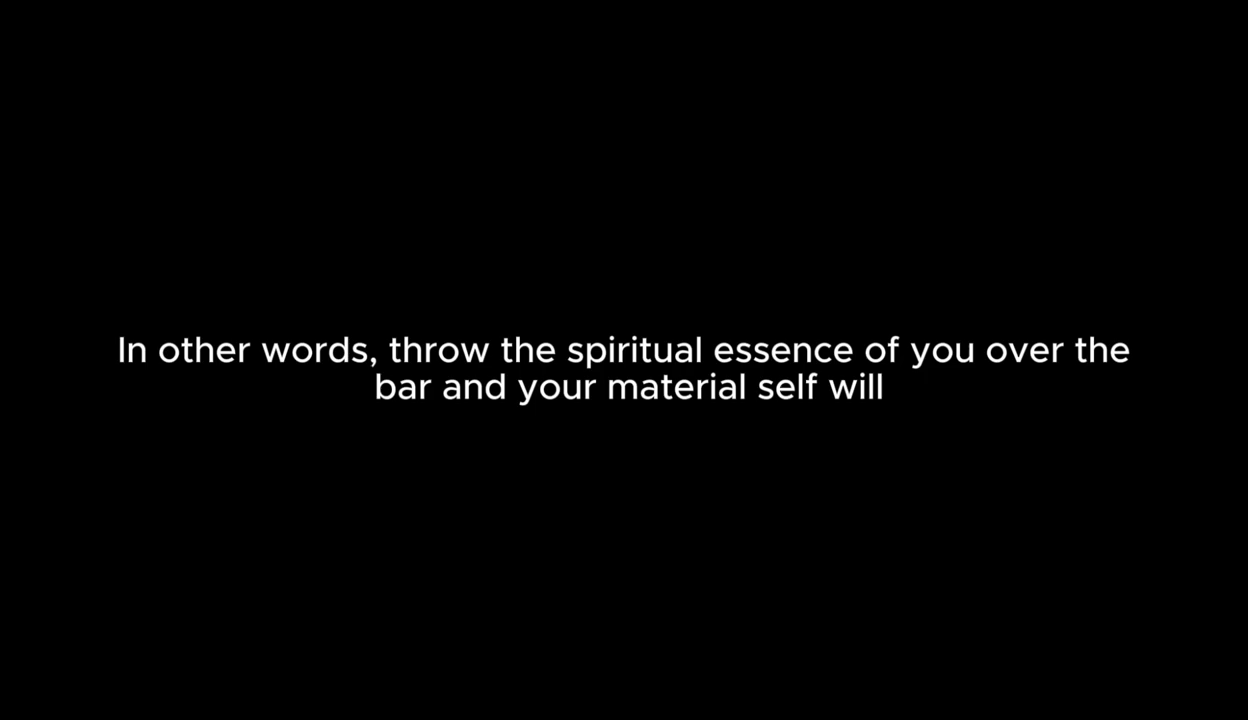 In other words, throw the spiritual essence of you over the
bar and your material self will